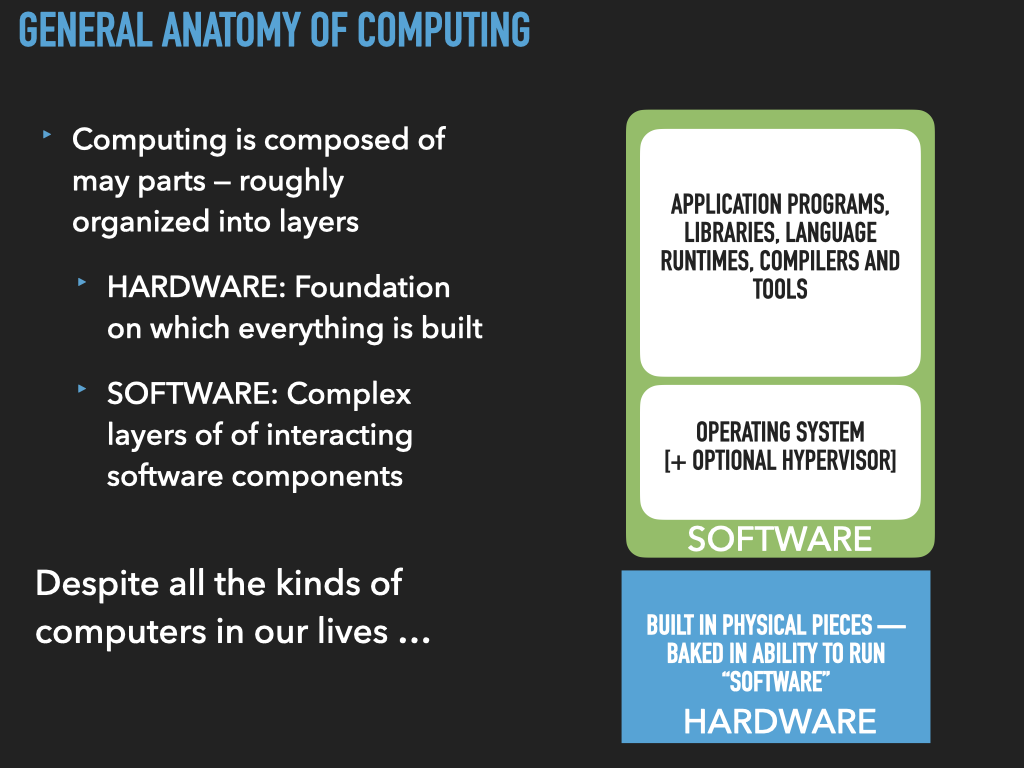 GENERAL ANATOMY OF COMPUTING
Computing is composed of
may parts – roughly
organized into layers
HARDWARE: Foundation
on which everything is built
SOFTWARE: Complex
layers of of interacting
software components
Despite all the kinds of
computers in our lives …
APPLICATION PROGRAMS,
LIBRARIES, LANGUAGE
RUNTIMES, COMPILERS AND
TOOLS
OPERATING SYSTEM
[+ OPTIONAL HYPERVISOR]
SOFTWARE
BUILT IN PHYSICAL PIECES —
BAKED IN ABILITY TO RUN
“SOFTWARE”
HARDWARE